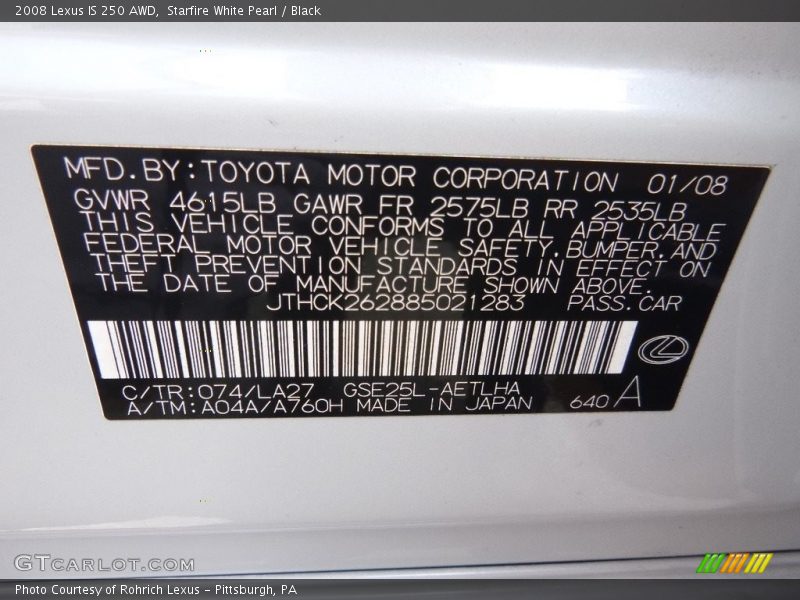 2008 Lexus IS 250 AWD,  Starfire White Pearl / Black
MFD.BY:TOYOTA MOTOR CORPORATION 01/08
GVWR 4615LB GAWR FR 2575LB RR 2535LB
THIS VEHICLE CONFORMS TO ALL APPLICABLE
FEDERAL MOTOR VEHICLE SAFETY,BUMPER,AND
THEFT PREVENTION STANDARDS IN EFFECT ON
THE DATE OF MANUFACTURE SHOWN ABOVE.
JTHCK262885021283 PASS.CAR
C/TR:074/LA27 GSE25L-AETLHA
A/TM:A04A/A760H MADE IN JAPAN 640 A
GTCARLOT.COM
Photo Courtesy of Rohrich Lexus – Pittsburgh, PA